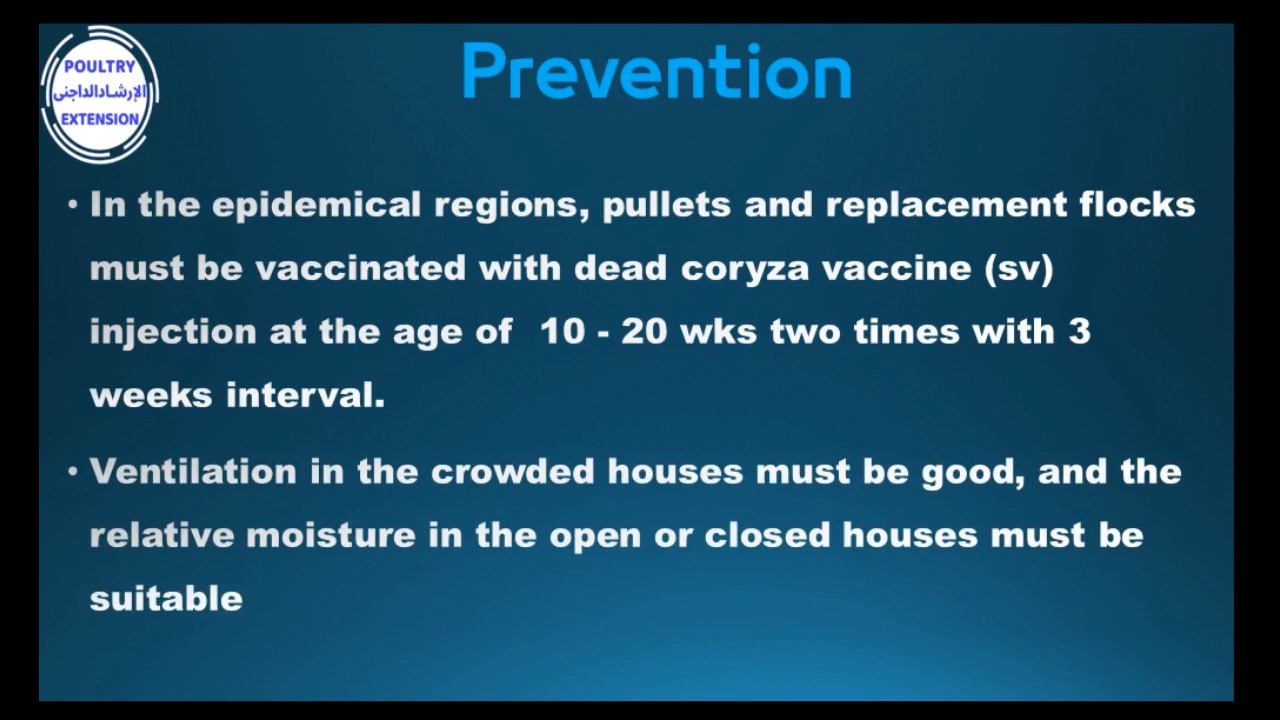 POULTRY
الإرشادالداجنى
EXTENSION
Prevention
• In the epidemical regions, pullets and replacement flocks
must be vaccinated with dead coryza vaccine (sv)
injection at the age of 10 - 20 wks two times with 3
weeks interval.
• Ventilation in the crowded houses must be good, and the
relative moisture in the open or closed houses must be
suitable